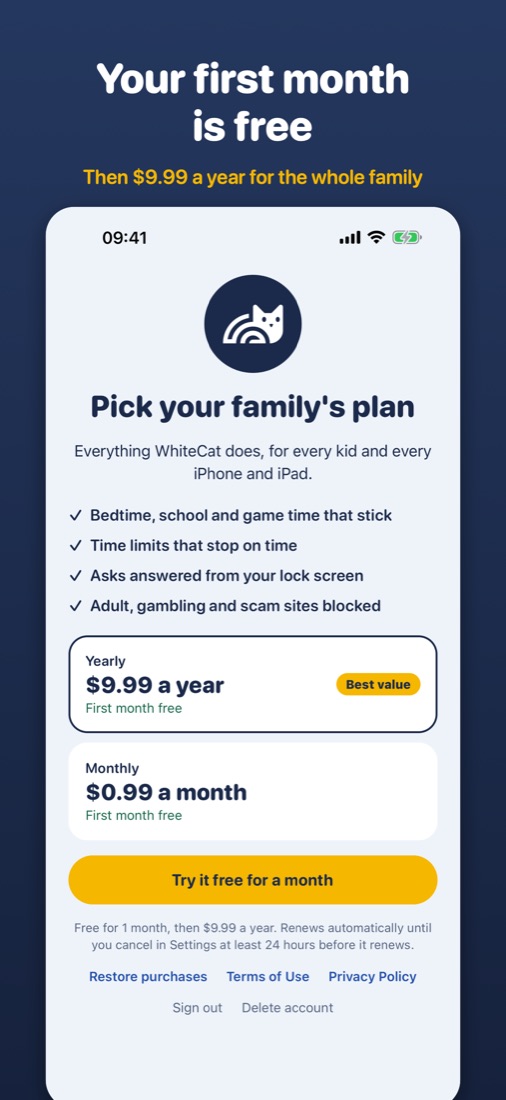 Your first month
is free
Then $9.99 a year for the whole family
09:41
Pick your family's plan
Everything WhiteCat does, for every kid and every
iPhone and iPad.
✓ Bedtime, school and game time that stick
✓ Time limits that stop on time
✓ Asks answered from your lock screen
✓ Adult, gambling and scam sites blocked
Yearly
$9.99 a year
Best value
First month free
Monthly
$0.99 a month
First month free
Try it free for a month
Free for 1 month, then $9.99 a year. Renews automatically until
you cancel in Settings at least 24 hours before it renews.
Restore purchases Terms of Use Privacy Policy
Sign out Delete account